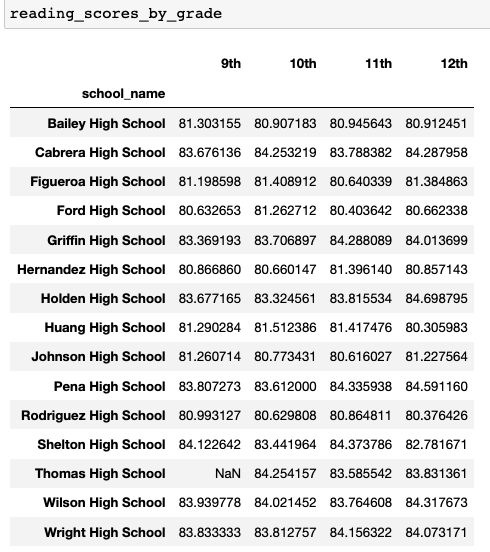 reading_scores_by_grade
9th 10th 11th 12th
school_name
Bailey High School 81.303155 80.907183 80.945643 80.912451
Cabrera High School 83.676136 84.253219 83.788382 84.287958
Figueroa High School 81.198598 81.408912 80.640339 81.384863
Ford High School 80.632653 81.262712 80.403642 80.662338
Griffin High School 83.369193 83.706897 84.288089 84.013699
Hernandez High School 80.866860 80.660147 81.396140 80.857143
Holden High School 83.677165 83.324561 83.815534 84.698795
Huang High School 81.290284 81.512386 81.417476 80.305983
Johnson High School 81.260714 80.773431 80.616027 81.227564
Pena High School 83.807273 83.612000 84.335938 84.591160
Rodriguez High School 80.993127 80.629808 80.864811 80.376426
Shelton High School 84.122642 83.441964 84.373786 82.781671
Thomas High School NaN 84.254157 83.585542 83.831361
Wilson High School 83.939778 84.021452 83.764608 84.317673
Wright High School 83.833333 83.812757 84.156322 84.073171